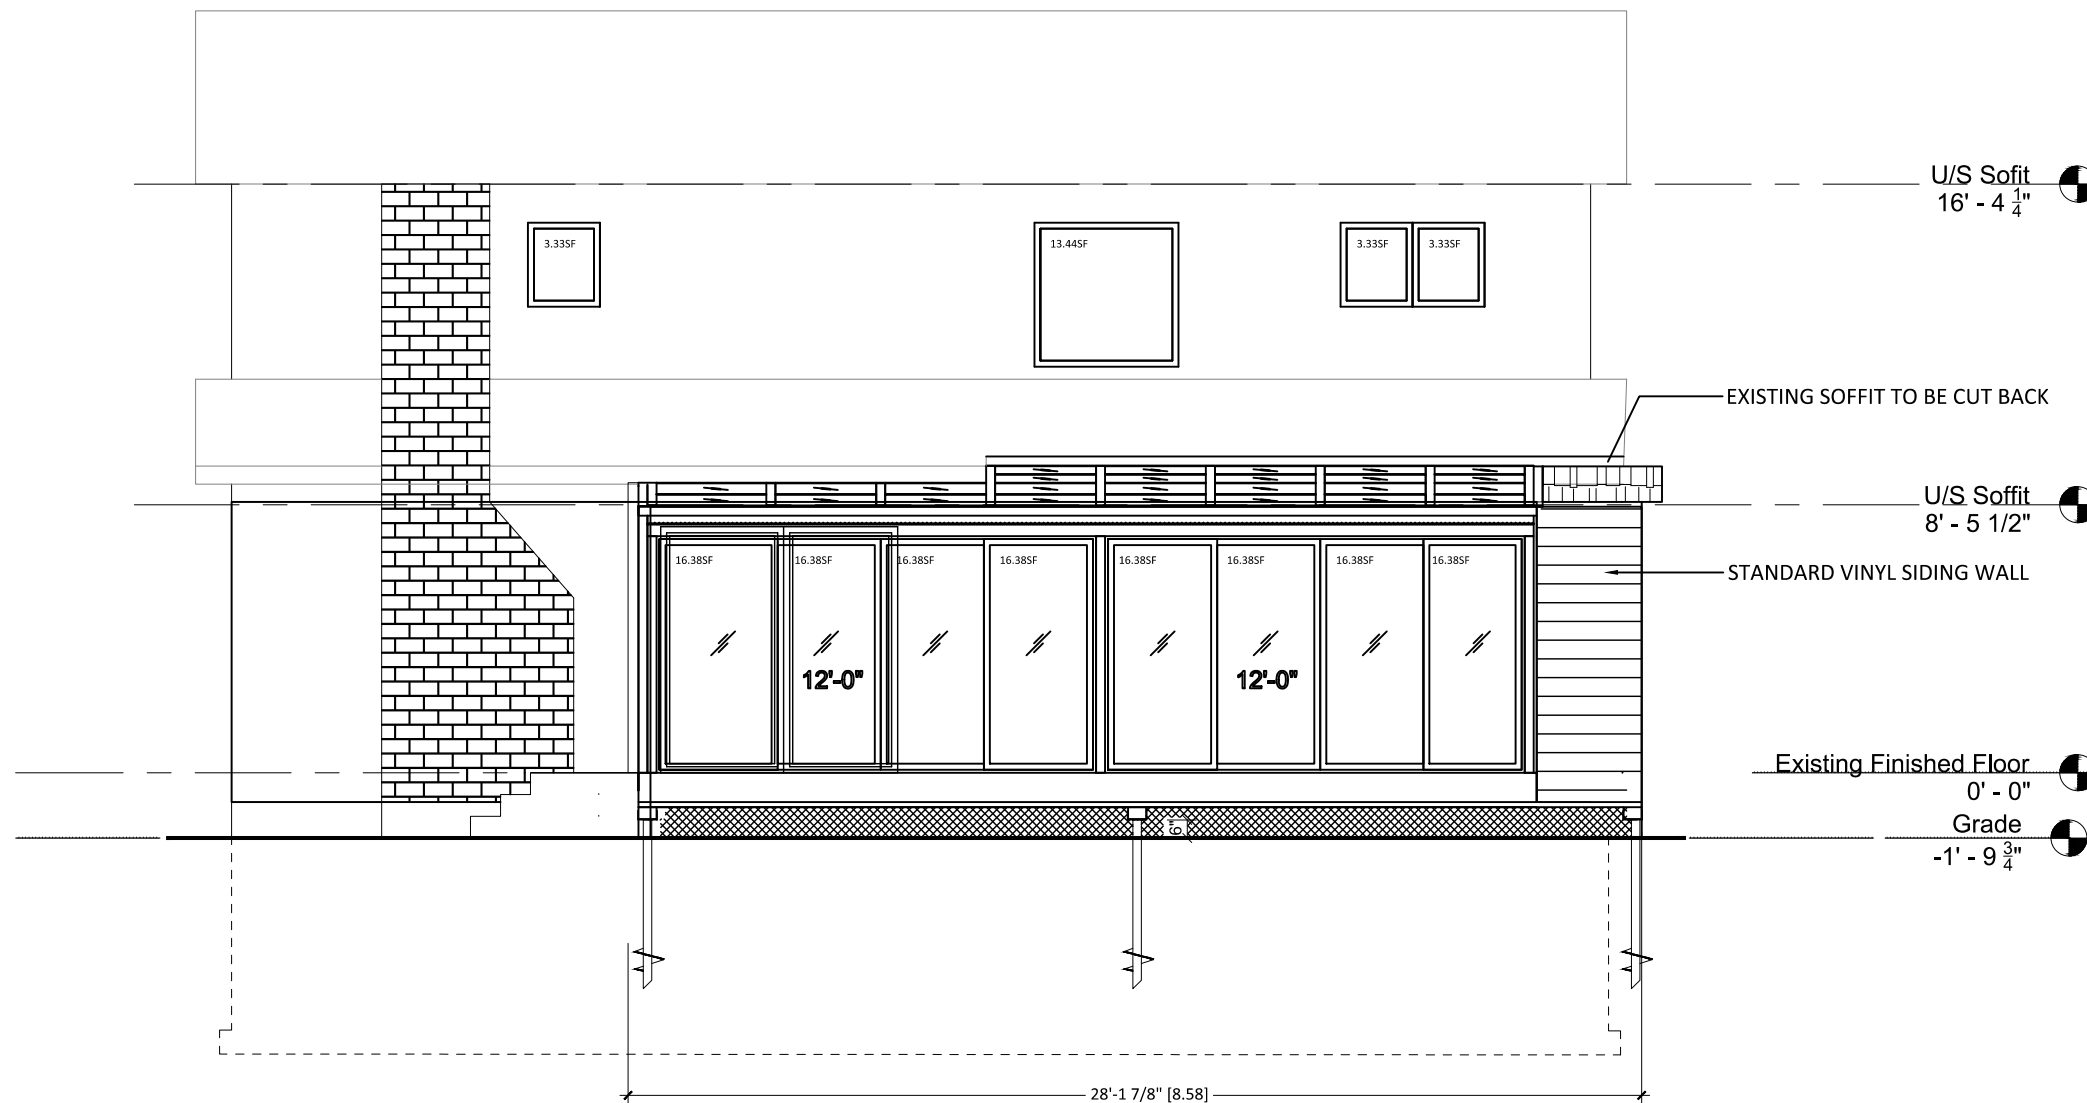 U/S Sofit
16' - 4 1/4"
3.33SF
13.44SF
3.33SF
3.33SF
EXISTING SOFFIT TO BE CUT BACK
U/S Soffit
8' - 5 1/2"
16.38SF
16.38SF
16.38SF
16.38SF
16.38SF
16.38SF
16.38SF
16.38SF
STANDARD VINYL SIDING WALL
12'-0"
12'-0"
Existing Finished Floor
0' - 0"
Grade
-1' - 9 3/4"
6"
28'-1 7/8" [8.58]